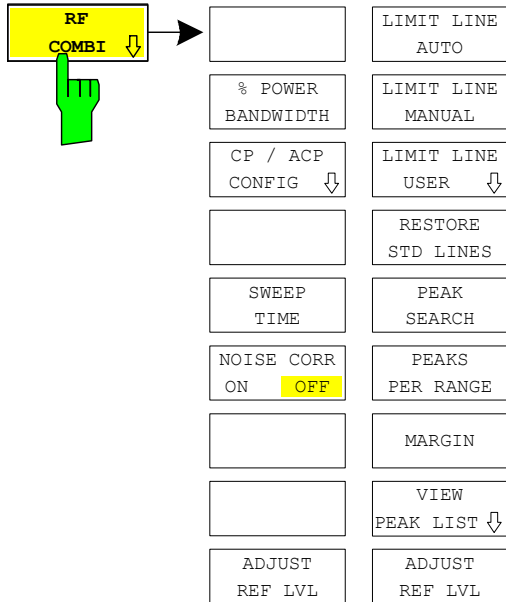 RF
COMBI
% POWER
BANDWIDTH
CP / ACP
CONFIG
SWEEP
TIME
NOISE CORR
ON OFF
ADJUST
REF LVL
LIMIT LINE
AUTO
LIMIT LINE
MANUAL
LIMIT LINE
USER
RESTORE
STD LINES
PEAK
SEARCH
PEAKS
PER RANGE
MARGIN
VIEW
PEAK LIST
ADJUST
REF LVL